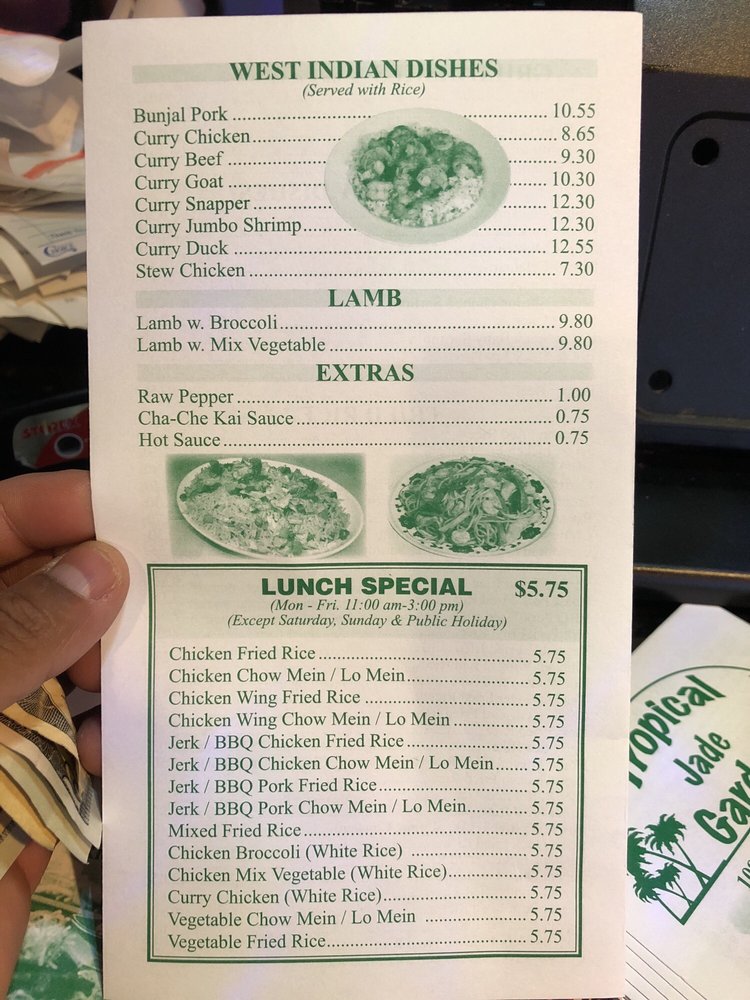 WEST INDIAN DISHES
(Served with Rice)
Bunjal Pork ........ 10.55
Curry Chicken ........ 8.65
Curry Beef ........ 9.30
Curry Goat ........ 10.30
Curry Snapper ........ 12.30
Curry Jumbo Shrimp ........ 12.30
Curry Duck ........ 12.55
Stew Chicken ........ 7.30
LAMB
Lamb w. Broccoli ........ 9.80
Lamb w. Mix Vegetable ........ 9.80
EXTRAS
Raw Pepper ........ 1.00
Cha-Che Kai Sauce ........ 0.75
Hot Sauce ........ 0.75
LUNCH SPECIAL $5.75
(Mon - Fri. 11:00 am-3:00 pm)
(Except Saturday, Sunday & Public Holiday)
Chicken Fried Rice ........ 5.75
Chicken Chow Mein / Lo Mein ........ 5.75
Chicken Wing Fried Rice ........ 5.75
Chicken Wing Chow Mein / Lo Mein ........ 5.75
Jerk / BBQ Chicken Fried Rice ........ 5.75
Jerk / BBQ Chicken Chow Mein / Lo Mein ........ 5.75
Jerk / BBQ Pork Fried Rice ........ 5.75
Jerk / BBQ Pork Chow Mein / Lo Mein ........ 5.75
Mixed Fried Rice ........ 5.75
Chicken Broccoli (White Rice) ........ 5.75
Chicken Mix Vegetable (White Rice) ........ 5.75
Curry Chicken (White Rice) ........ 5.75
Vegetable Chow Mein / Lo Mein ........ 5.75
Vegetable Fried Rice ........ 5.75
Tropical
Jade
Gard